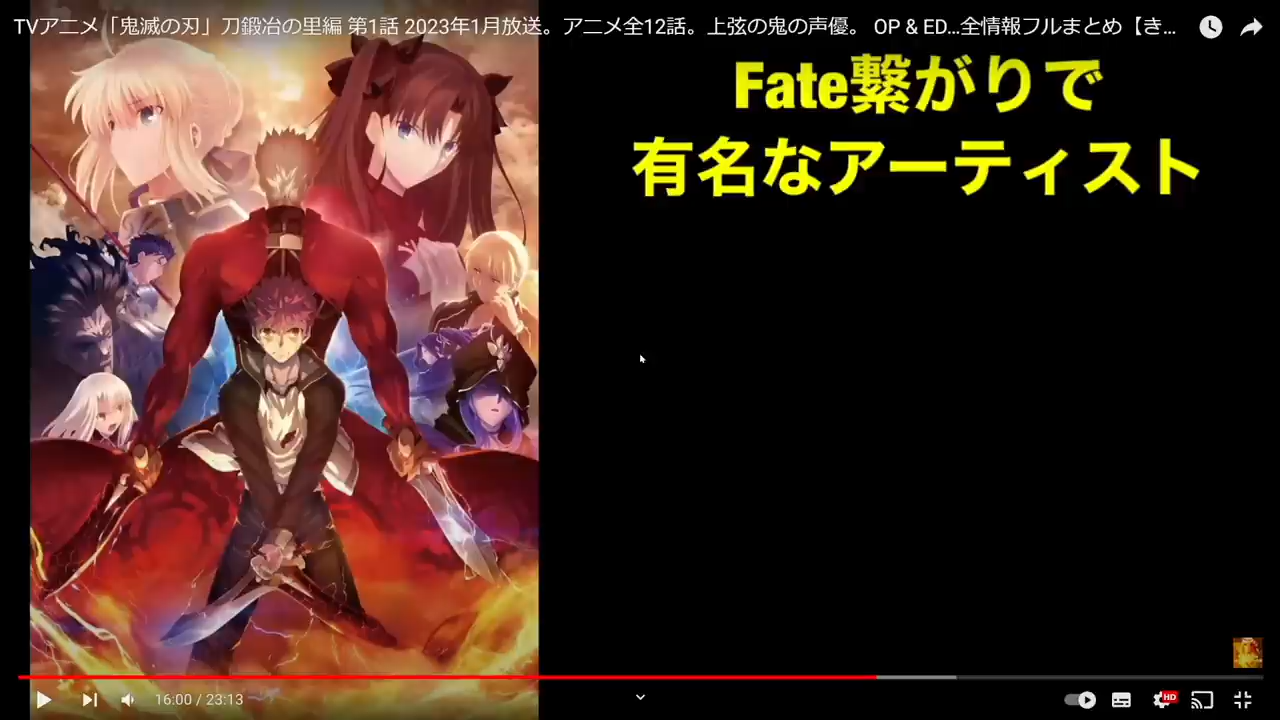 TVアニメ「鬼滅の刃」刀鍛冶の里編 第1話 2023年1月放送。アニメ全12話。上弦の鬼の声優。 OP & ED...全情報フルまとめ【き...
Fate繋がりで
有名なアーティスト
16:00 / 23:13
HD